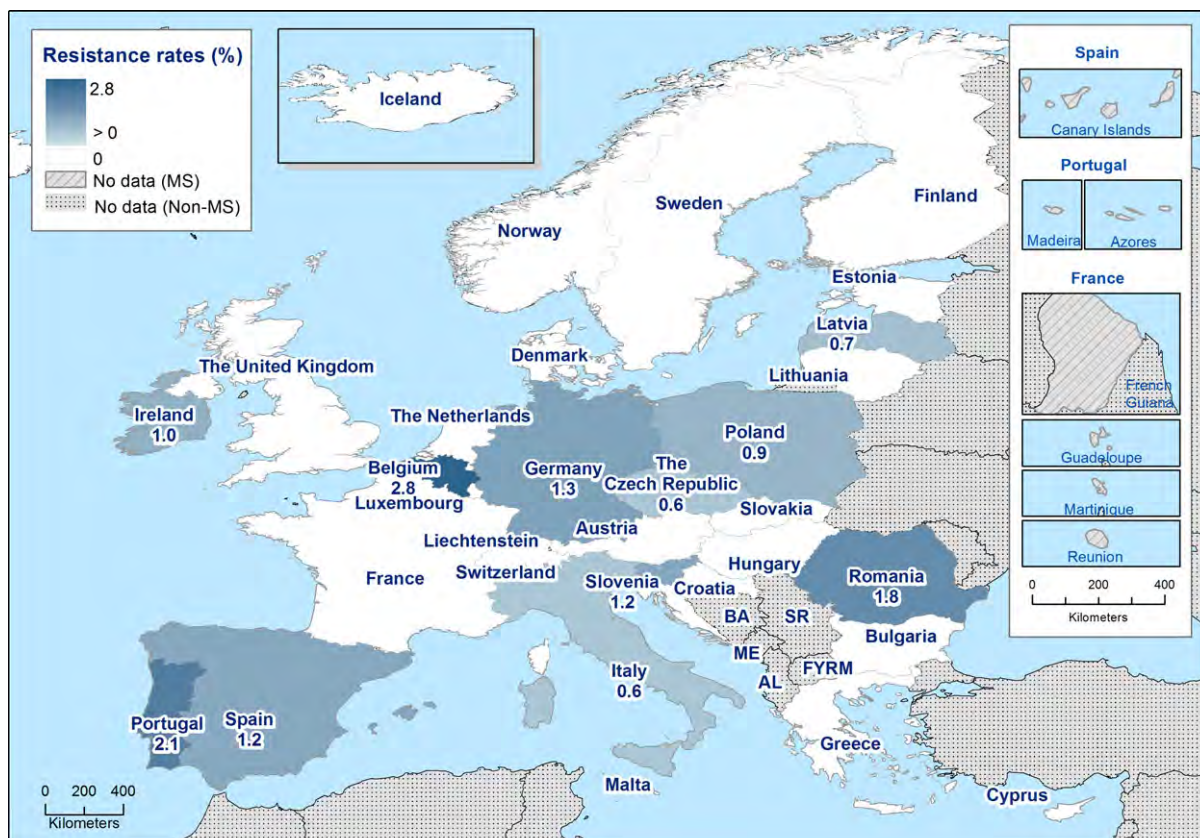 Resistance rates (%)
2.8
> 0
0
No data (MS)
No data (Non-MS)
Iceland
Spain
Canary Islands
Portugal
Madeira
Azores
France
French
Guiana
Guadeloupe
Martinique
Reunion
0 200 400
Kilometers
Finland
Sweden
Norway
Estonia
Latvia
0.7
Denmark
Lithuania
The United Kingdom
Ireland
1.0
The Netherlands
Poland
0.9
Belgium
2.8
Germany
1.3
The
Czech Republic
0.6
Luxembourg
Slovakia
Austria
Liechtenstein
Hungary
Switzerland
France
Slovenia
1.2
Croatia
Romania
1.8
BA
SR
Bulgaria
ME
FYRM
AL
Italy
0.6
Portugal
2.1
Spain
1.2
Greece
Malta
Cyprus
0 200 400
Kilometers